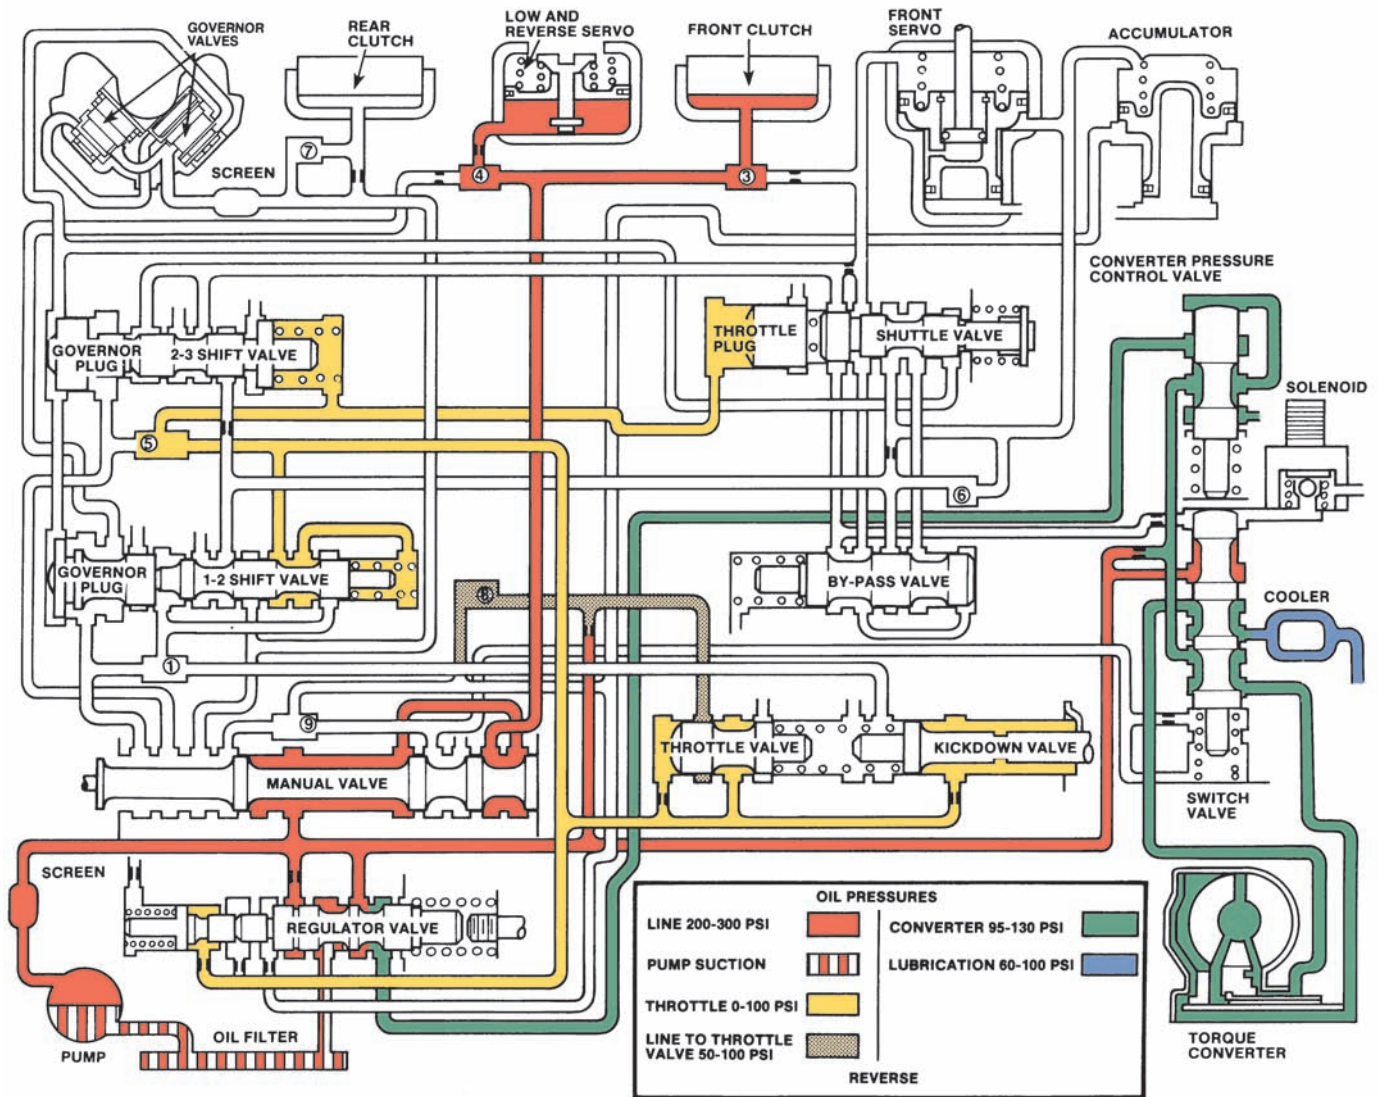 GOVERNOR
VALVES
REAR
CLUTCH
LOW AND
REVERSE SERVO
FRONT CLUTCH
FRONT
SERVO
ACCUMULATOR
7
SCREEN
4
3
CONVERTER PRESSURE
CONTROL VALVE
GOVERNOR
PLUG
2-3 SHIFT VALVE
THROTTLE
PLUG
SHUTTLE VALVE
SOLENOID
5
6
GOVERNOR
PLUG
1-2 SHIFT VALVE
8
BY-PASS VALVE
COOLER
1
9
THROTTLE VALVE
KICKDOWN VALVE
MANUAL VALVE
SWITCH
VALVE
SCREEN
REGULATOR VALVE
OIL PRESSURES
LINE 200-300 PSI
CONVERTER 95-130 PSI
PUMP SUCTION
LUBRICATION 60-100 PSI
THROTTLE 0-100 PSI
LINE TO THROTTLE
VALVE 50-100 PSI
REVERSE
OIL FILTER
PUMP
TORQUE
CONVERTER